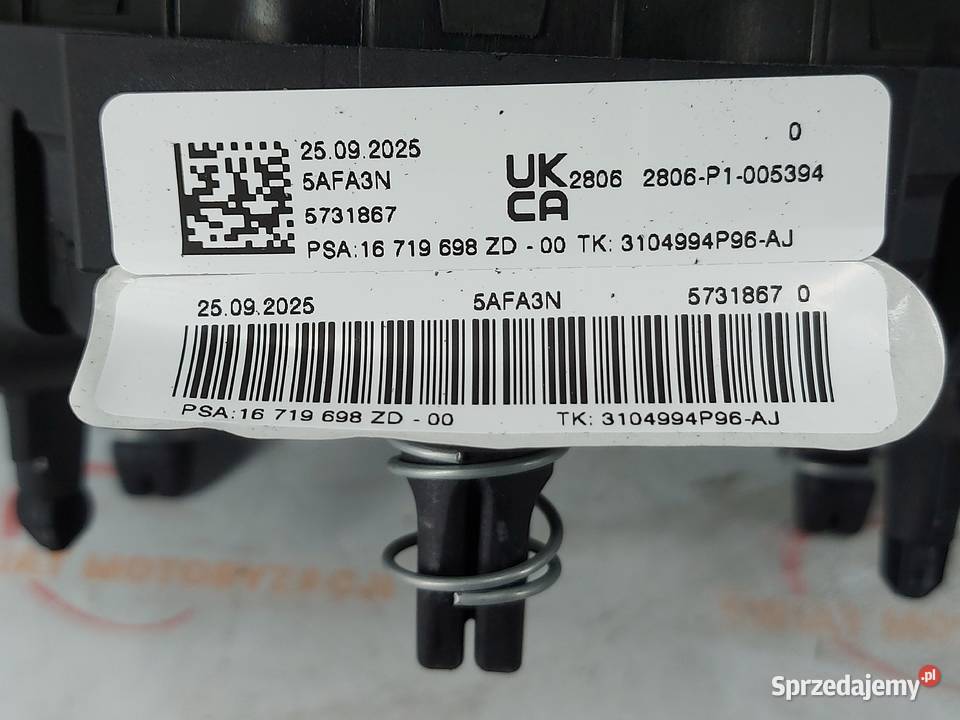 0
25.09.2025
5AFA3N
UK
CA
2806 2806-P1-005394
5731867
PSA:16 719 698 ZD - 00 TK: 3104994P96-AJ
25.09.2025 5AFA3N 5731867 0
PSA:16 719 698 ZD - 00 TK: 3104994P96-AJ
MOTORYZACJI
Sprzedajemy.pl